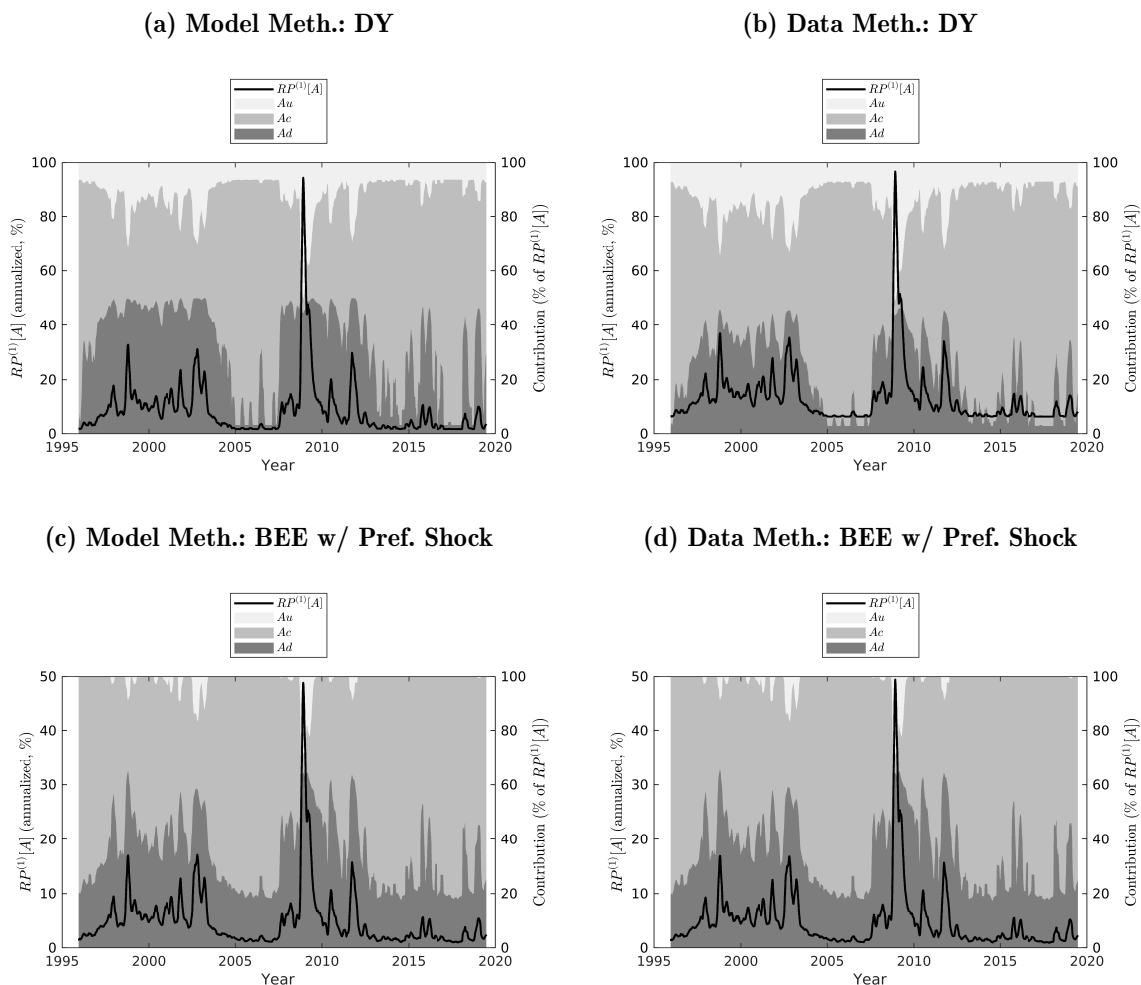 (a) Model Meth.: DY
RP^{(1)}[A]
Au
Ac
Ad
100
80
60
40
20
0
RP^{(1)}[A] (annualized, %)
100
80
60
40
20
0
Contribution (% of RP^{(1)}[A])
1995 2000 2005 2010 2015 2020
Year
(b) Data Meth.: DY
RP^{(1)}[A]
Au
Ac
Ad
100
80
60
40
20
0
RP^{(1)}[A] (annualized, %)
100
80
60
40
20
0
Contribution (% of RP^{(1)}[A])
1995 2000 2005 2010 2015 2020
Year
(c) Model Meth.: BEE w/ Pref. Shock
RP^{(1)}[A]
Au
Ac
Ad
50
40
30
20
10
0
RP^{(1)}[A] (annualized, %)
100
80
60
40
20
0
Contribution (% of RP^{(1)}[A])
1995 2000 2005 2010 2015 2020
Year
(d) Data Meth.: BEE w/ Pref. Shock
RP^{(1)}[A]
Au
Ac
Ad
50
40
30
20
10
0
RP^{(1)}[A] (annualized, %)
100
80
60
40
20
0
Contribution (% of RP^{(1)}[A])
1995 2000 2005 2010 2015 2020
Year